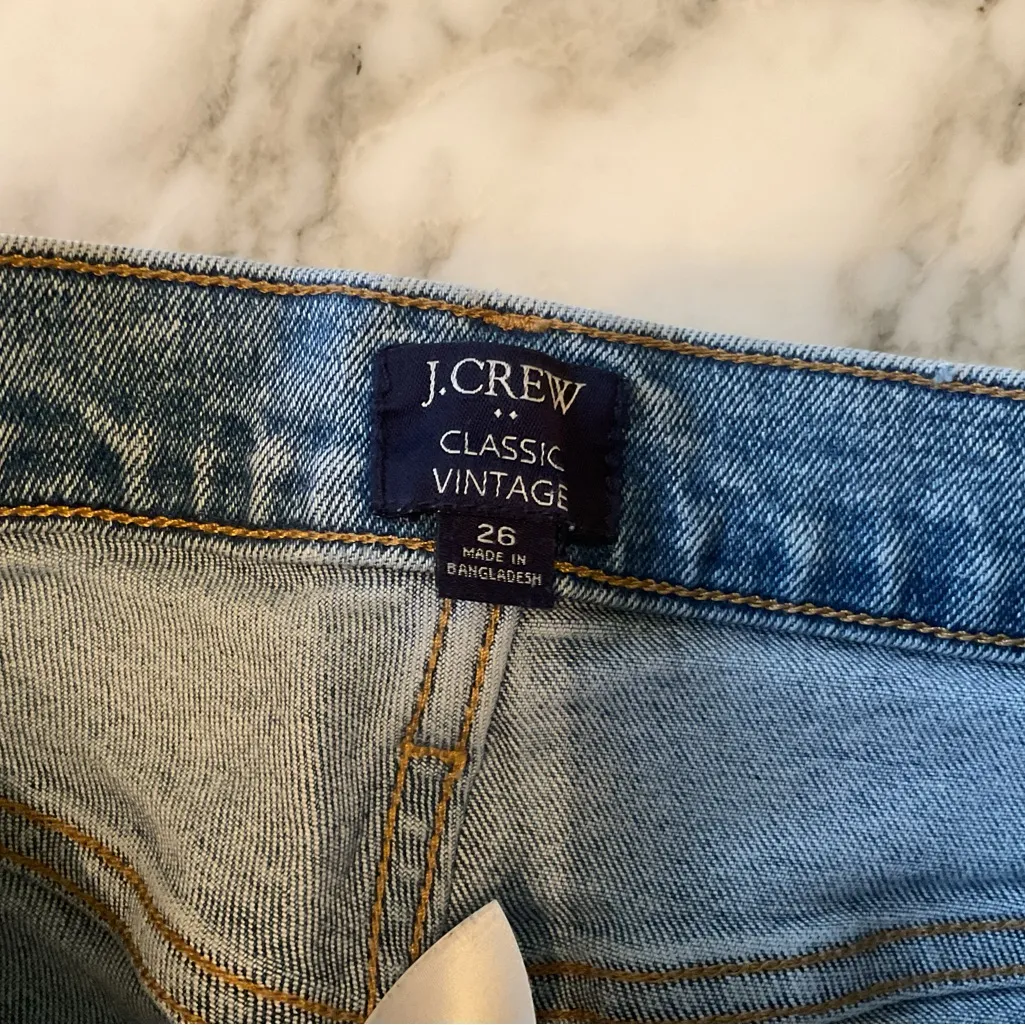 J.CREW
CLASSIC
VINTAGE
26
MADE IN
BANGLADESH